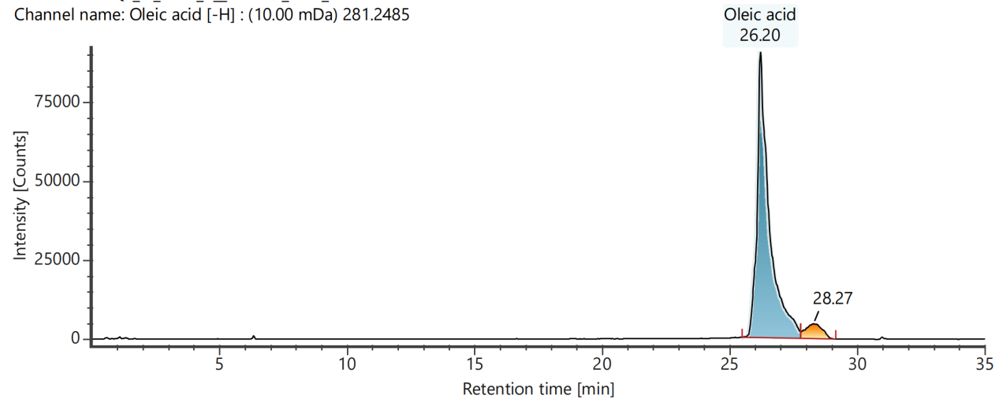 Channel name: Oleic acid [-H] : (10.00 mDa) 281.2485
Oleic acid
26.20
75000
50000
25000
0
Intensity [Counts]
28.27
5 10 15 20 25 30 35
Retention time [min]